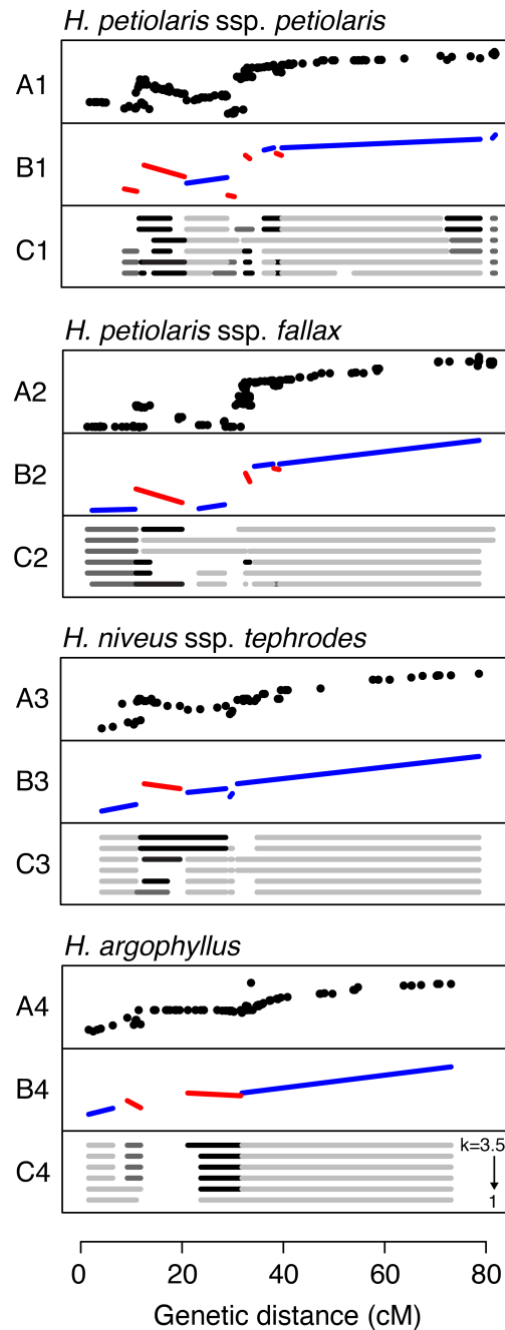 H. petiolaris ssp. petiolaris
A1
B1
C1
H. petiolaris ssp. fallax
A2
B2
C2
H. niveus ssp. tephrodes
A3
B3
C3
H. argophyllus
A4
B4
C4
k=3.5
1
0 20 40 60 80
Genetic distance (cM)